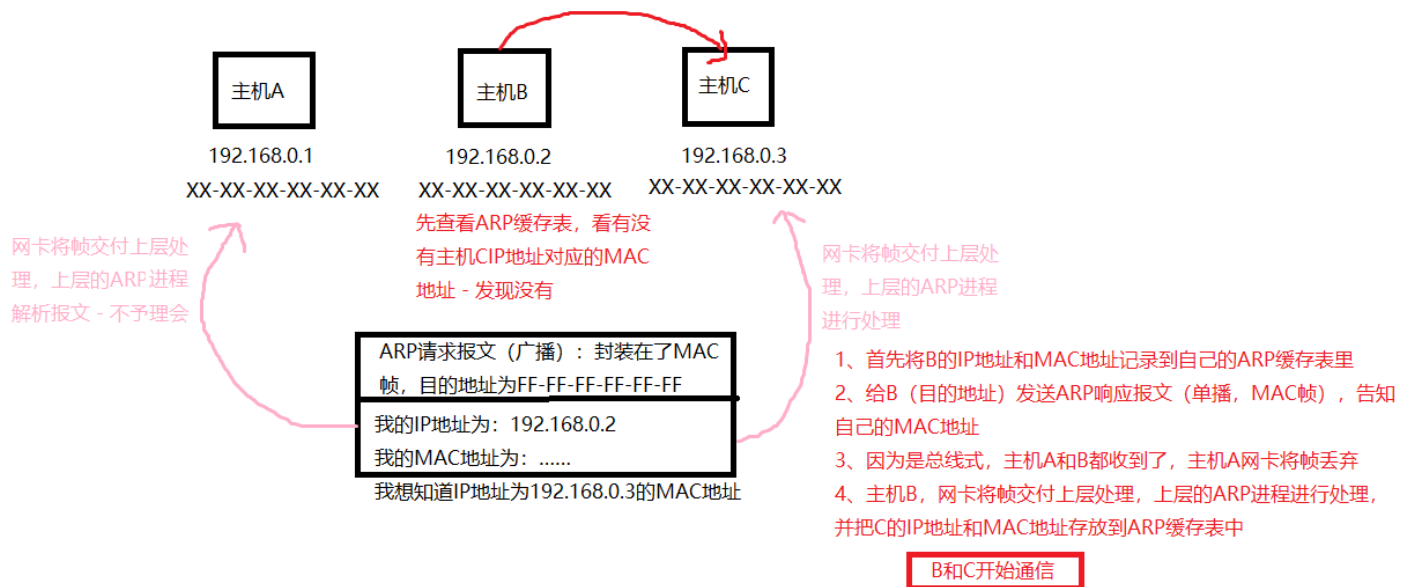 主机A
主机B
主机C
192.168.0.1
192.168.0.2
192.168.0.3
XX-XX-XX-XX-XX-XX
XX-XX-XX-XX-XX-XX
XX-XX-XX-XX-XX-XX
先查看ARP缓存表，看有没
有主机CIP地址对应的MAC
地址 - 发现没有
网卡将帧交付上层处
理，上层的ARP进程
解析报文 - 不予理会
网卡将帧交付上层处
理，上层的ARP进程
进行处理
ARP请求报文（广播）：封装在了MAC
帧，目的地址为FF-FF-FF-FF-FF-FF
我的IP地址为：192.168.0.2
我的MAC地址为：......
我想知道IP地址为192.168.0.3的MAC地址
1、首先将B的IP地址和MAC地址记录到自己的ARP缓存表里
2、给B（目的地址）发送ARP响应报文（单播，MAC帧），告知
自己的MAC地址
3、因为是总线式，主机A和B都收到了，主机A网卡将帧丢弃
4、主机B，网卡将帧交付上层处理，上层的ARP进程进行处理，
并把C的IP地址和MAC地址存放到ARP缓存表中
B和C开始通信